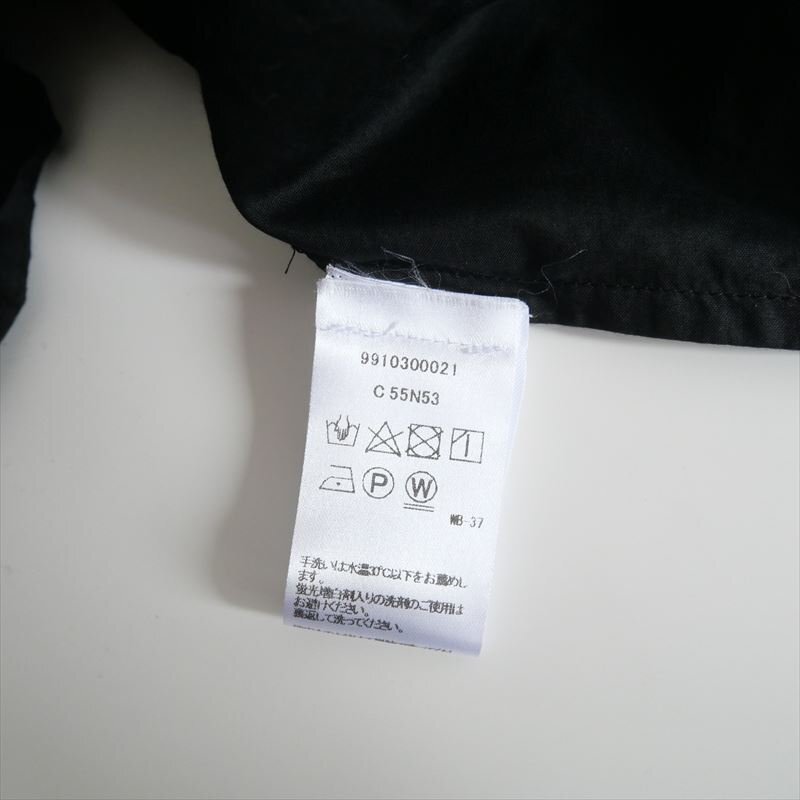 9910300021
C 55N53
P W
WB-37
手洗いは水温30℃以下をお薦めし
ます。
蛍光増白剤入りの洗剤のご使用は
お避けください。
裏返して洗ってください。